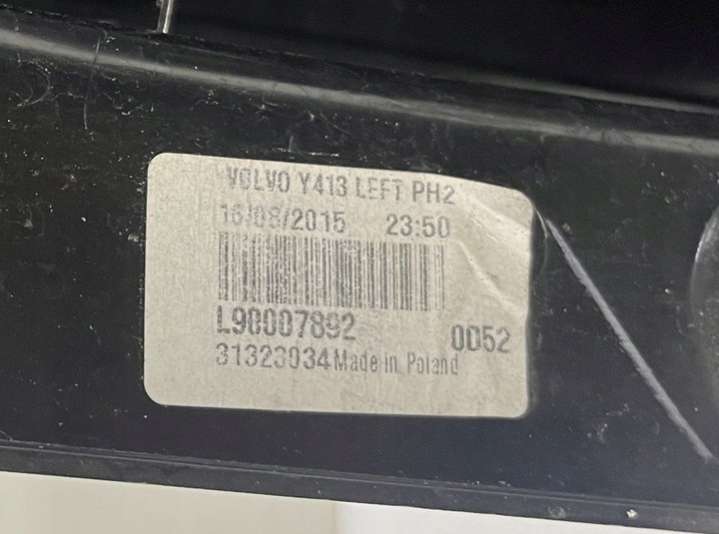 VOLVO Y413 LEFT PH2
16/08/2015 23:50
L90007892 0052
31323034 Made in Poland